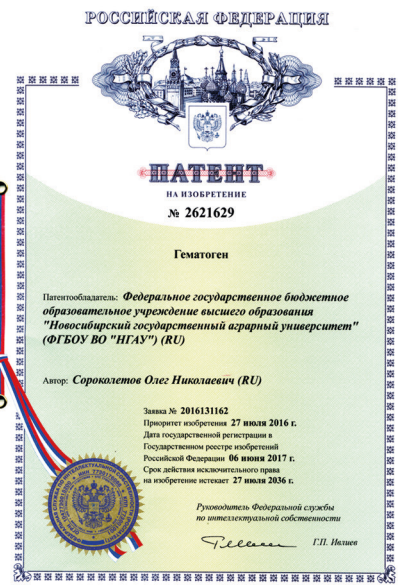 РОССИЙСКАЯ ФЕДЕРАЦИЯ
ПАТЕНТ
НА ИЗОБРЕТЕНИЕ
№ 2621629
Гематоген
Патентообладатель: Федеральное государственное бюджетное
образовательное учреждение высшего образования
"Новосибирский государственный аграрный университет"
(ФГБОУ ВО "НГАУ") (RU)
Автор: Сороколетов Олег Николаевич (RU)
Заявка № 2016131162
Приоритет изобретения 27 июля 2016 г.
Дата государственной регистрации в
Государственном реестре изобретений
Российской Федерации 06 июня 2017 г.
Срок действия исключительного права
на изобретение истекает 27 июля 2036 г.
Руководитель Федеральной службы
по интеллектуальной собственности
Г.П. Ивлиев